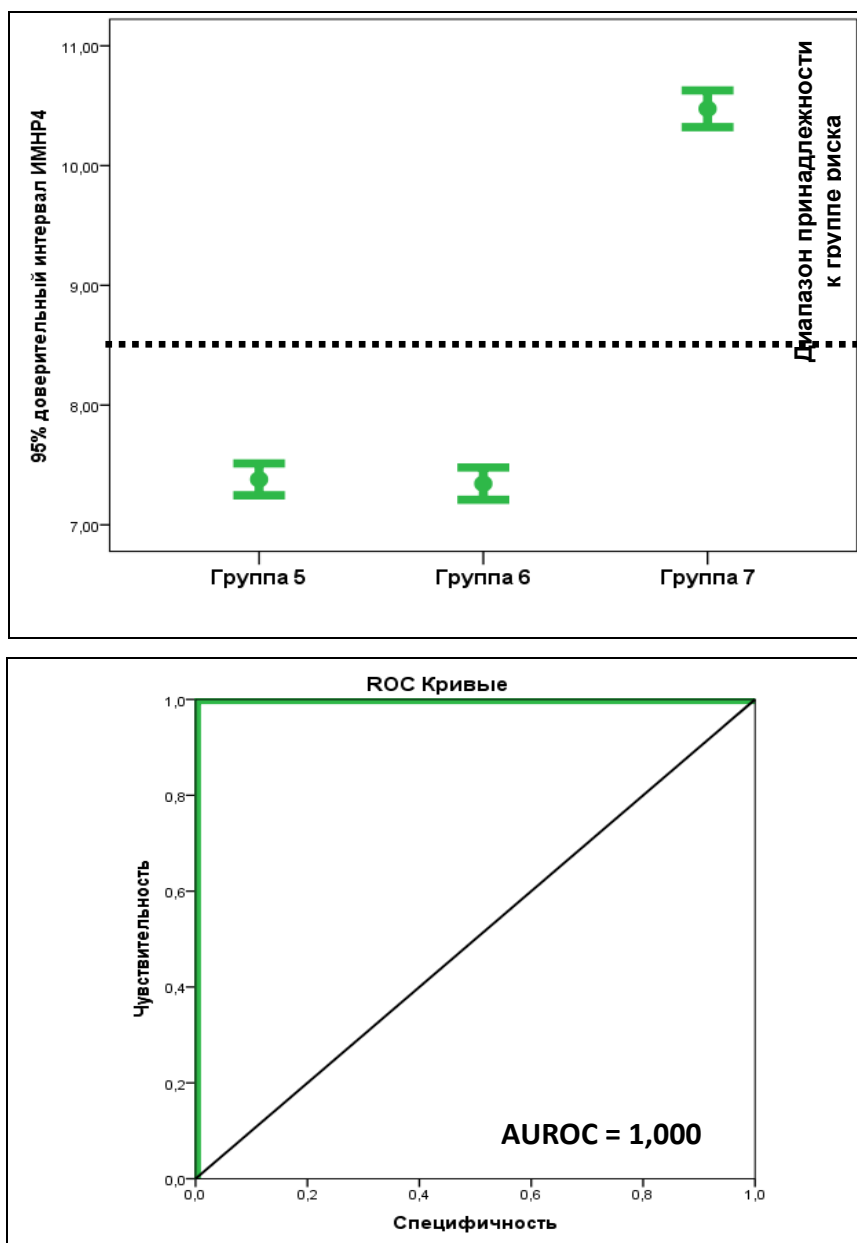 11,00
10,00
9,00
8,00
7,00
95% доверительный интервал ИМНР4
Группа 5
Группа 6
Группа 7
Диапазон принадлежности
к группе риска
ROC Кривые
1,0
0,8
0,6
0,4
0,2
0,0
Чувствительность
AUROC = 1,000
0,0
0,2
0,4
0,6
0,8
1,0
Специфичность